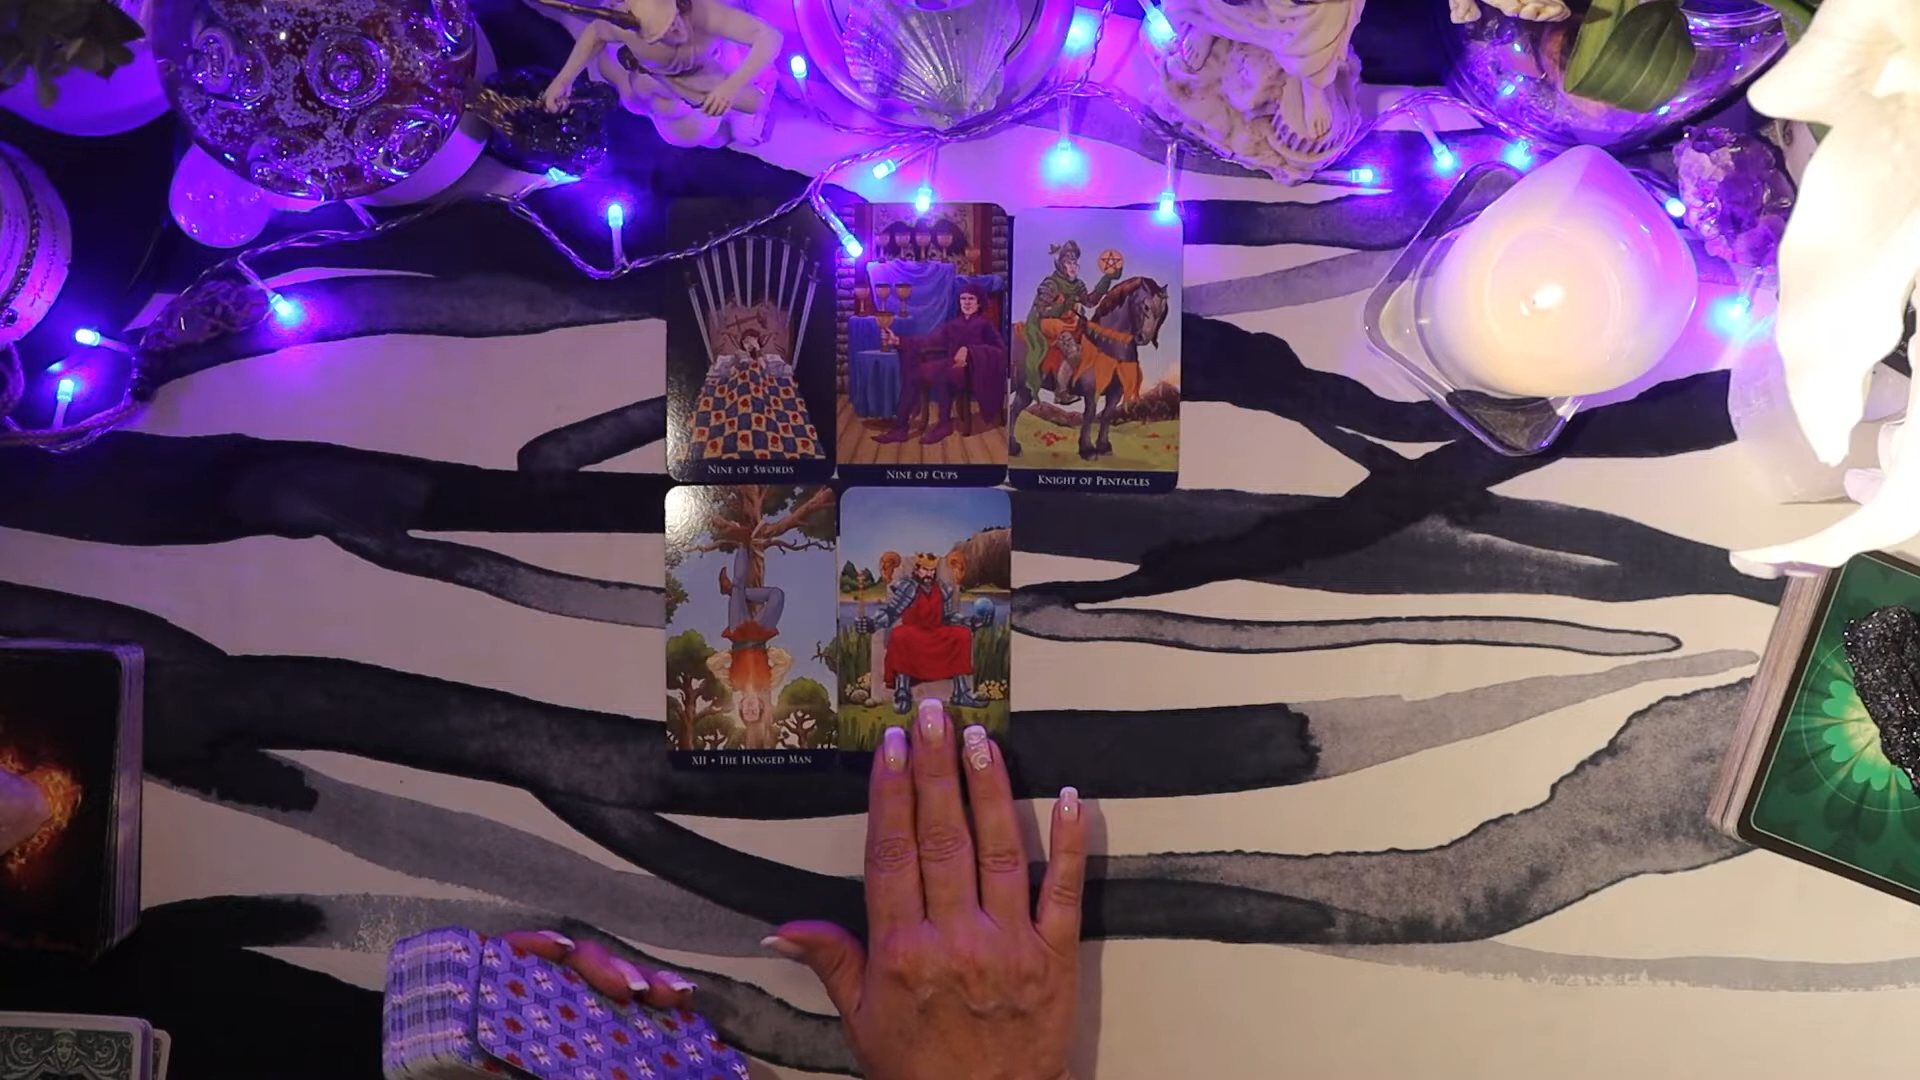 NINE OF SWORDS
NINE OF CUPS
KNIGHT OF PENTACLES
XII • THE HANGED MAN